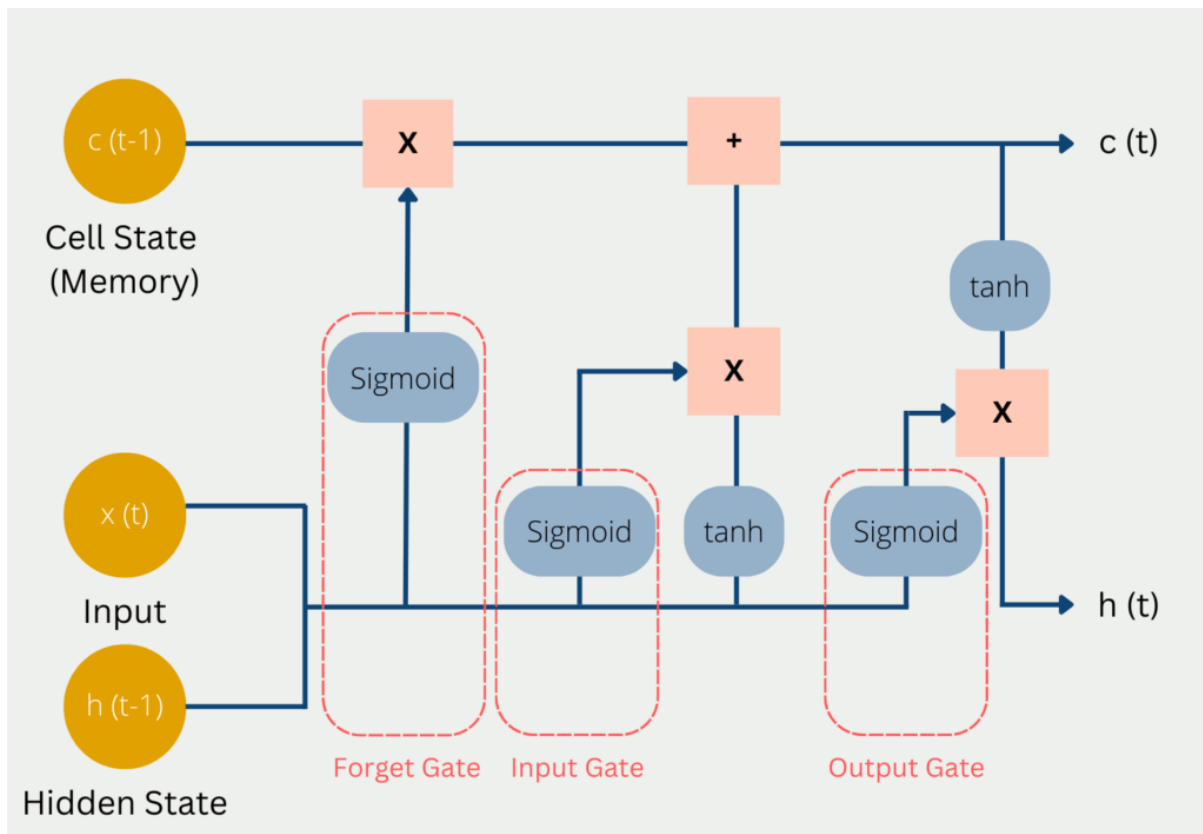 c (t-1)
X
+
c (t)
Cell State
(Memory)
tanh
Sigmoid
X
X
x (t)
Sigmoid
tanh
Sigmoid
Input
h (t)
h (t-1)
Forget Gate
Input Gate
Output Gate
Hidden State